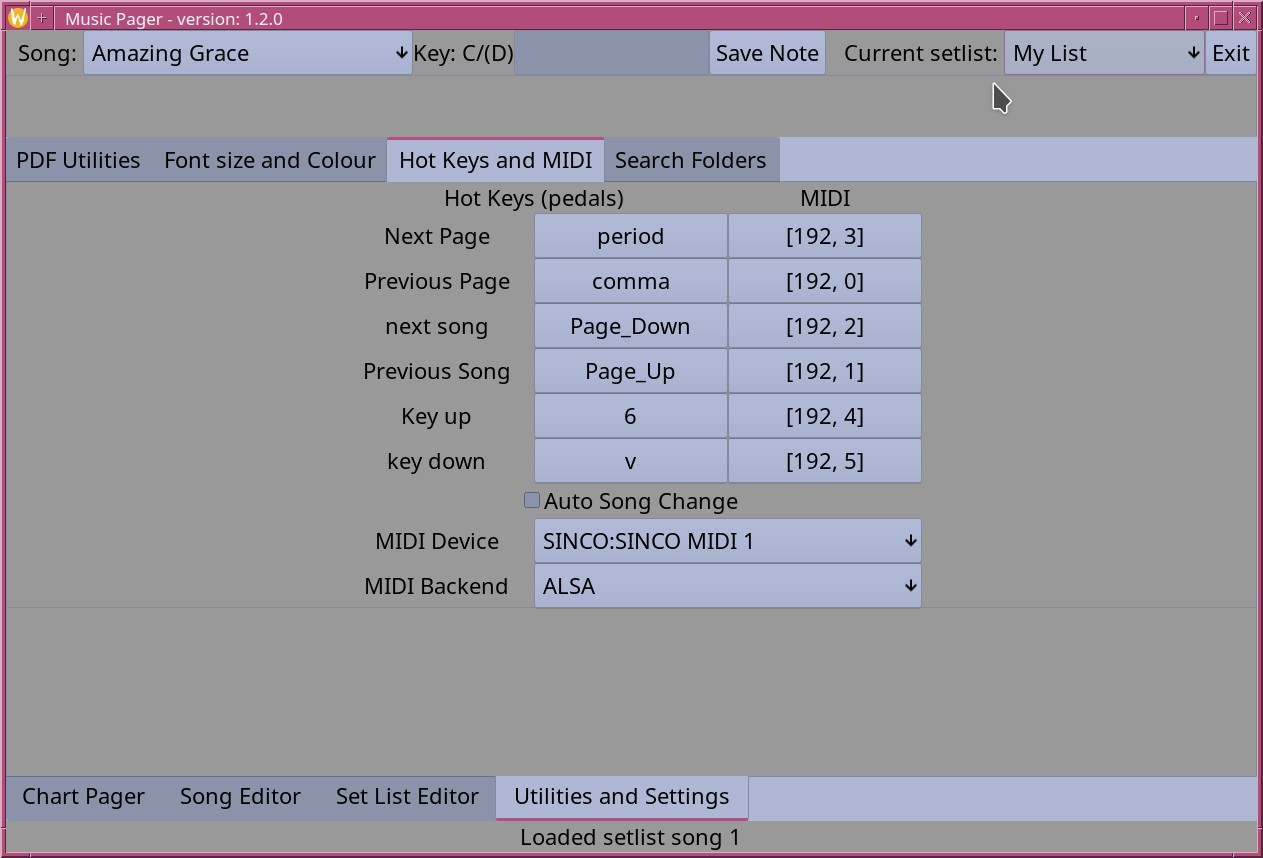 Music Pager - version: 1.2.0
Song: Amazing Grace Key: C/(D) Save Note Current setlist: My List Exit
PDF Utilities Font size and Colour Hot Keys and MIDI Search Folders
Hot Keys (pedals) MIDI
Next Page period [192, 3]
Previous Page comma [192, 0]
next song Page_Down [192, 2]
Previous Song Page_Up [192, 1]
Key up 6 [192, 4]
key down v [192, 5]
Auto Song Change
MIDI Device SINCO:SINCO MIDI 1
MIDI Backend ALSA
Chart Pager Song Editor Set List Editor Utilities and Settings
Loaded setlist song 1